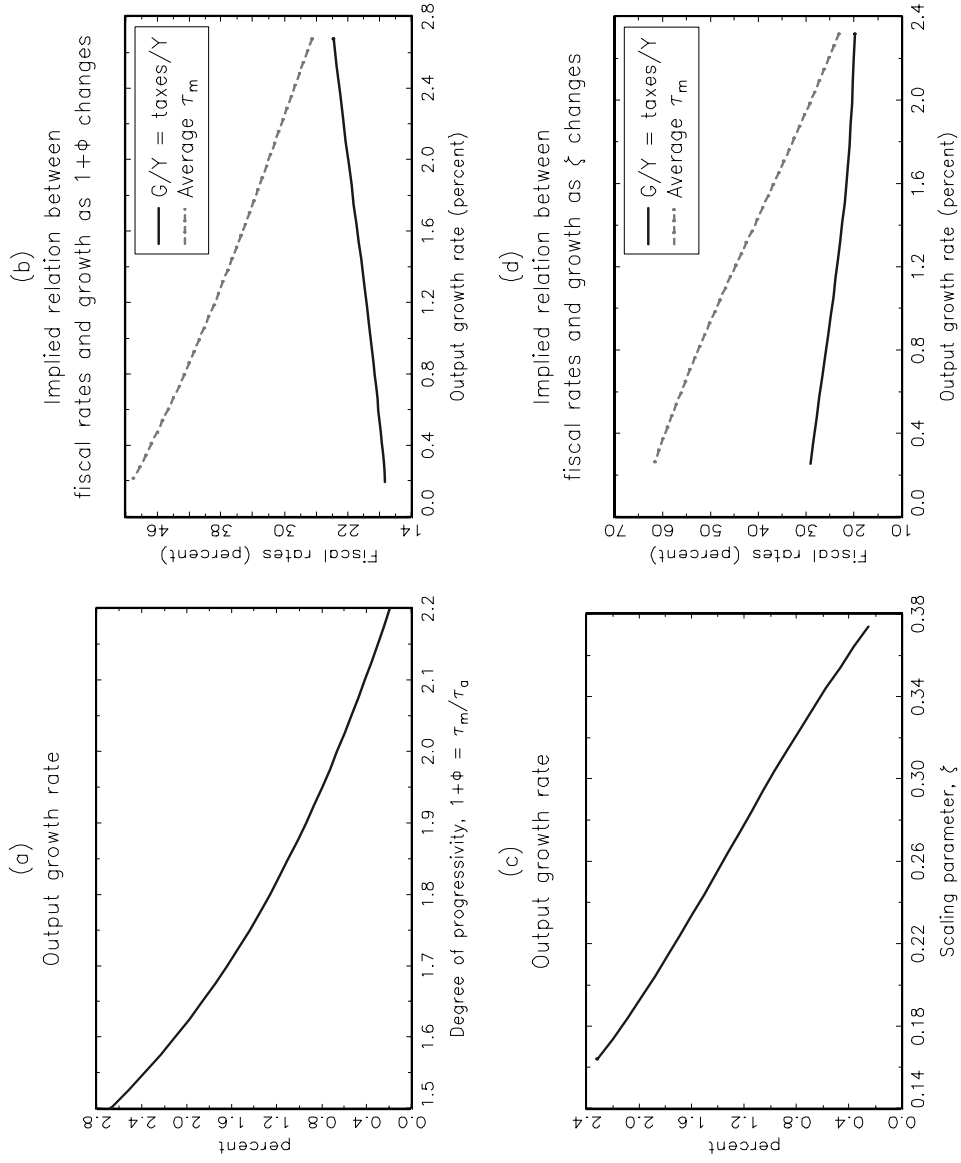 (a)
Output growth rate
percent
2.8
2.4
2.0
1.6
1.2
0.8
0.4
0.0
1.5 1.6 1.7 1.8 1.9 2.0 2.1 2.2
Degree of progressivity, 1+Φ = τm/τa
(b)
Implied relation between
fiscal rates and growth as 1+Φ changes
Fiscal rates (percent)
46
38
30
22
14
G/Y = taxes/Y
Average τm
0.0 0.4 0.8 1.2 1.6 2.0 2.4 2.8
Output growth rate (percent)
(c)
Output growth rate
percent
2.4
2.0
1.6
1.2
0.8
0.4
0.0
0.14 0.18 0.22 0.26 0.30 0.34 0.38
Scaling parameter, ζ
(d)
Implied relation between
fiscal rates and growth as ζ changes
Fiscal rates (percent)
70
60
50
40
30
20
10
G/Y = taxes/Y
Average τm
0.0 0.4 0.8 1.2 1.6 2.0 2.4
Output growth rate (percent)